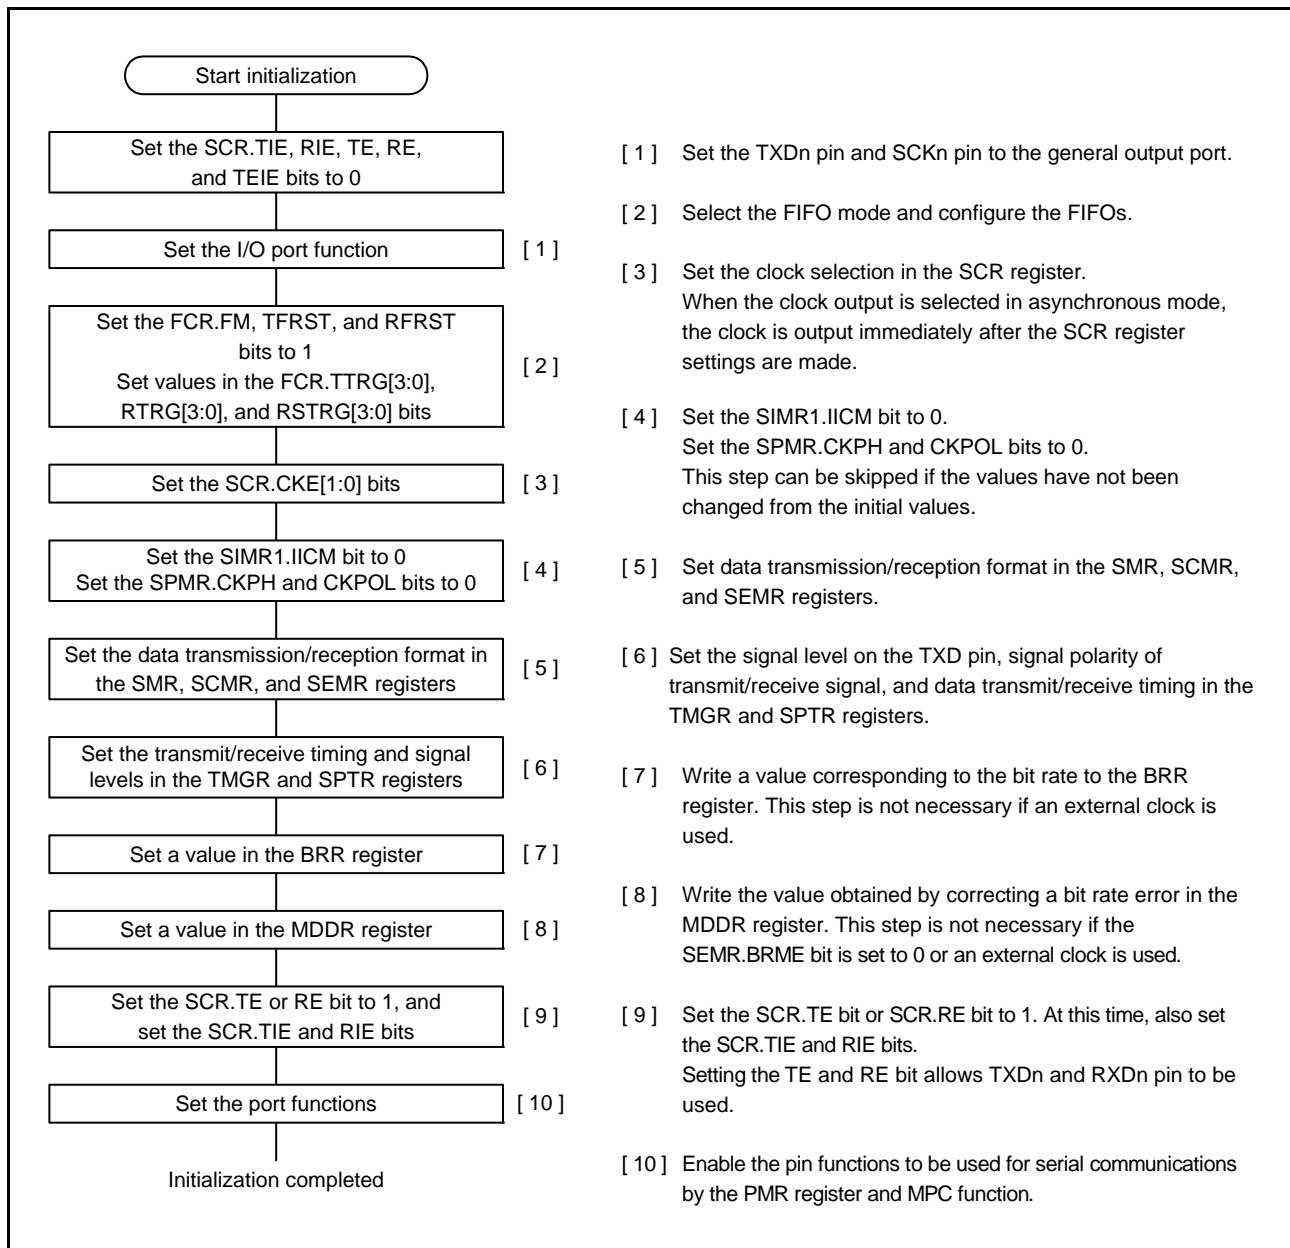 Start initialization
Set the SCR.TIE, RIE, TE, RE,
and TEIE bits to 0
Set the I/O port function
[ 1 ]
Set the FCR.FM, TFRST, and RFRST
bits to 1
Set values in the FCR.TTRG[3:0],
RTRG[3:0], and RSTRG[3:0] bits
[ 2 ]
Set the SCR.CKE[1:0] bits
[ 3 ]
Set the SIMR1.IICM bit to 0
Set the SPMR.CKPH and CKPOL bits to 0
[ 4 ]
Set the data transmission/reception format in
the SMR, SCMR, and SEMR registers
[ 5 ]
Set the transmit/receive timing and signal
levels in the TMGR and SPTR registers
[ 6 ]
Set a value in the BRR register
[ 7 ]
Set a value in the MDDR register
[ 8 ]
Set the SCR.TE or RE bit to 1, and
set the SCR.TIE and RIE bits
[ 9 ]
Set the port functions
[ 10 ]
Initialization completed
[ 1 ] Set the TXDn pin and SCKn pin to the general output port.
[ 2 ] Select the FIFO mode and configure the FIFOs.
[ 3 ] Set the clock selection in the SCR register.
When the clock output is selected in asynchronous mode,
the clock is output immediately after the SCR register
settings are made.
[ 4 ] Set the SIMR1.IICM bit to 0.
Set the SPMR.CKPH and CKPOL bits to 0.
This step can be skipped if the values have not been
changed from the initial values.
[ 5 ] Set data transmission/reception format in the SMR, SCMR,
and SEMR registers.
[ 6 ] Set the signal level on the TXD pin, signal polarity of
transmit/receive signal, and data transmit/receive timing in the
TMGR and SPTR registers.
[ 7 ] Write a value corresponding to the bit rate to the BRR
register. This step is not necessary if an external clock is
used.
[ 8 ] Write the value obtained by correcting a bit rate error in the
MDDR register. This step is not necessary if the
SEMR.BRME bit is set to 0 or an external clock is used.
[ 9 ] Set the SCR.TE bit or SCR.RE bit to 1. At this time, also set
the SCR.TIE and RIE bits.
Setting the TE and RE bit allows TXDn and RXDn pin to be
used.
[ 10 ] Enable the pin functions to be used for serial communications
by the PMR register and MPC function.